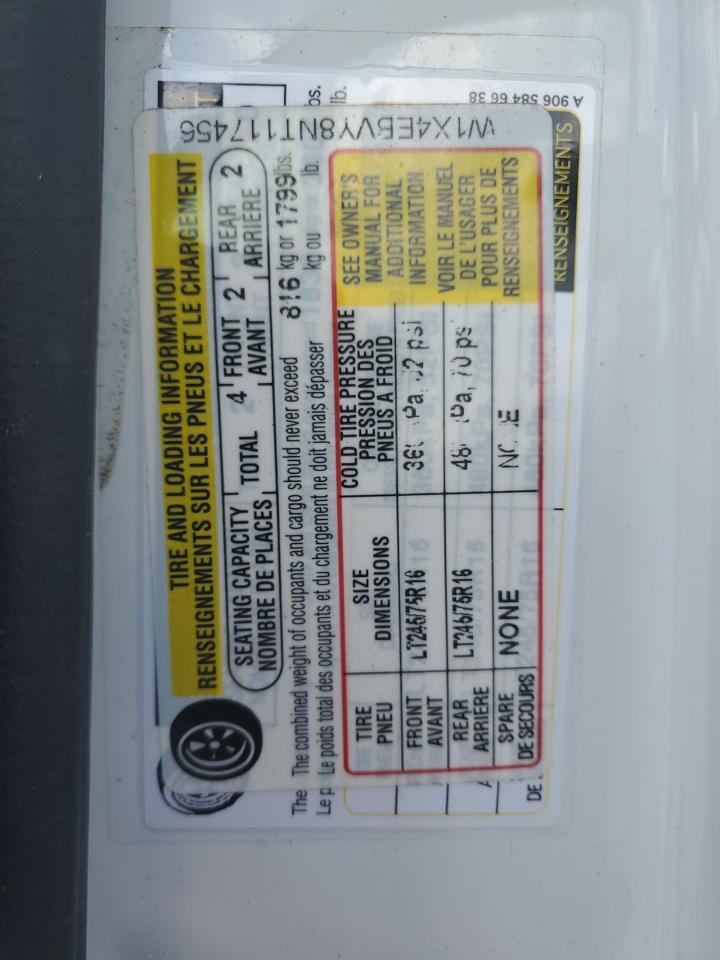 A 906 584 66 38
W1X4EBVY8NT117456
TIRE AND LOADING INFORMATION
RENSEIGNEMENTS SUR LES PNEUS ET LE CHARGEMENT
SEATING CAPACITY
NOMBRE DE PLACES
TOTAL 4
FRONT
AVANT 2
REAR
ARRIÈRE 2
The combined weight of occupants and cargo should never exceed 816 kg or 1799 lbs.
Le poids total des occupants et du chargement ne doit jamais dépasser kg ou lb.
TIRE
PNEU
SIZE
DIMENSIONS
COLD TIRE PRESSURE
PRESSION DES
PNEUS A FROID
SEE OWNER'S
MANUAL FOR
ADDITIONAL
INFORMATION
VOIR LE MANUEL
DE L'USAGER
POUR PLUS DE
RENSEIGNEMENTS
FRONT
AVANT
LT245/75R16
psi
REAR
ARRIÈRE
LT245/75R16
SPARE
DE SECOURS
NONE
RENSEIGNEMENTS